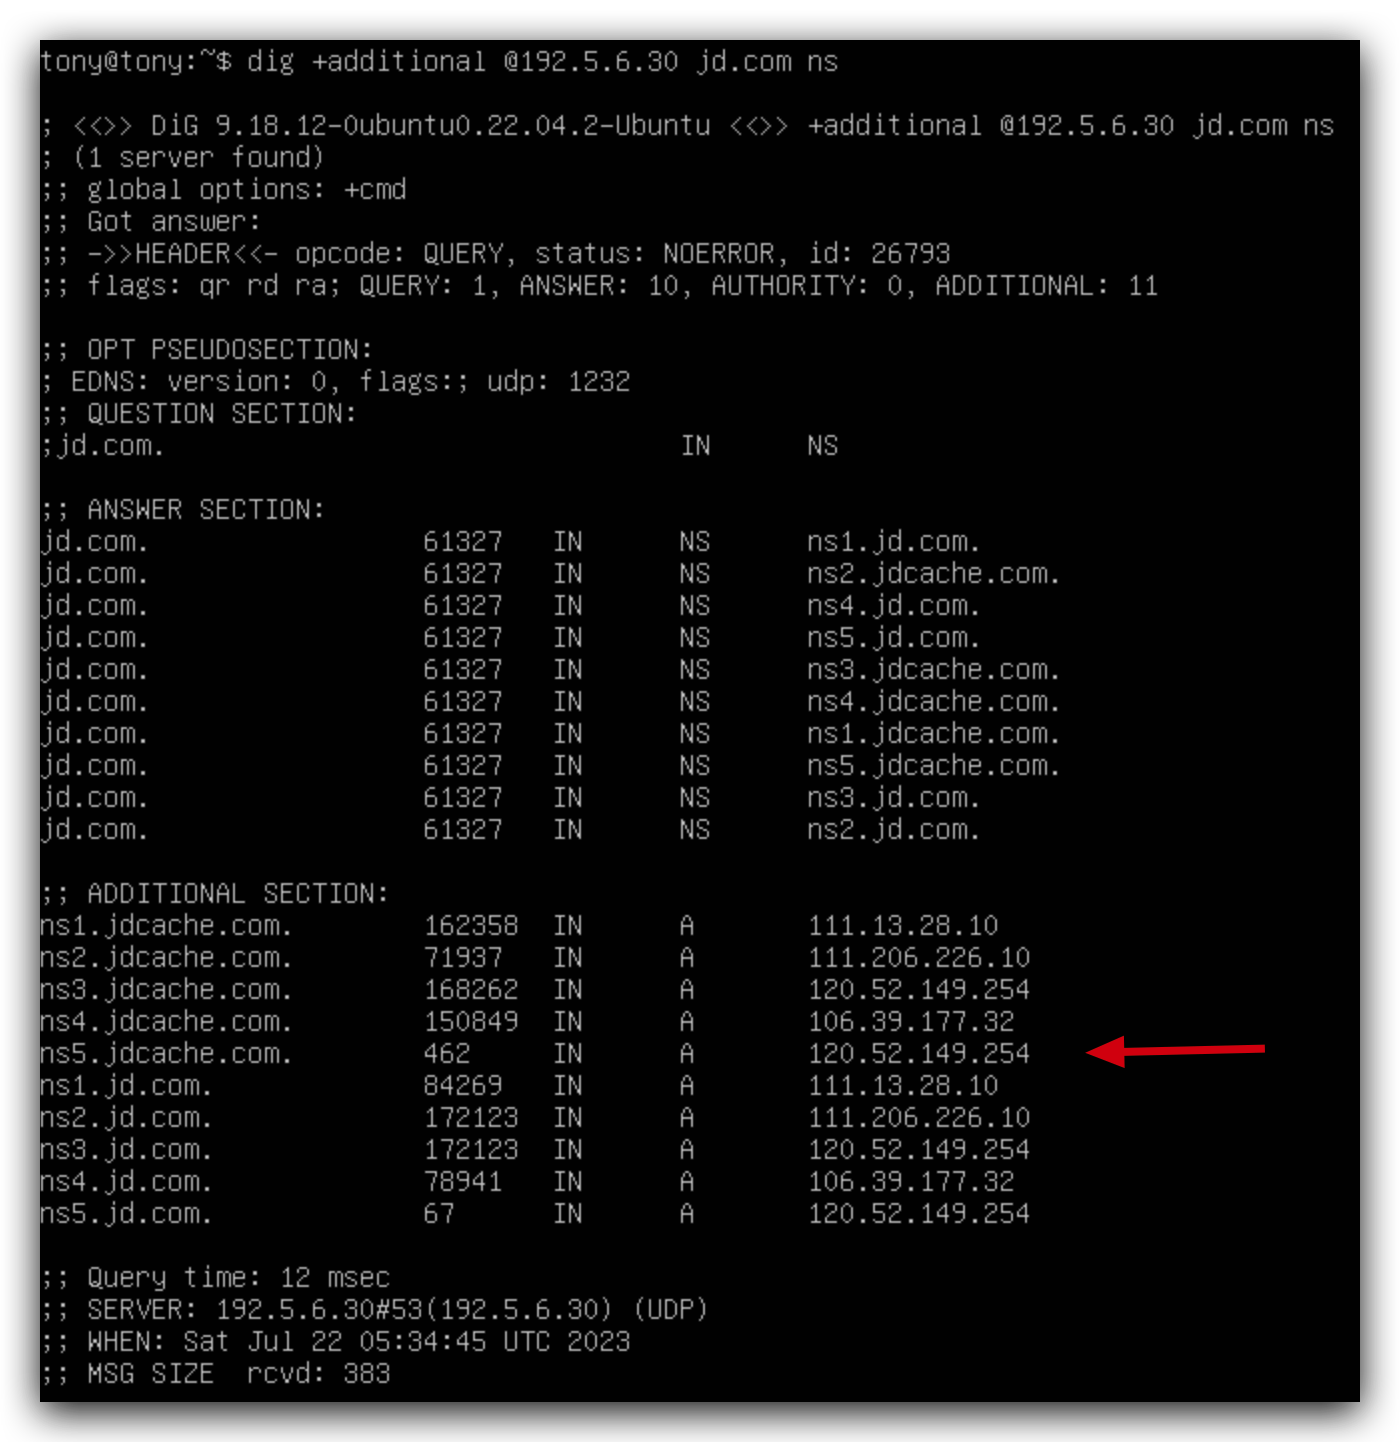 tony@tony:~$ dig +additional @192.5.6.30 jd.com ns
; <<>> DiG 9.18.12-0ubuntu0.22.04.2-Ubuntu <<>> +additional @192.5.6.30 jd.com ns
; (1 server found)
;; global options: +cmd
;; Got answer:
;; ->>HEADER<<- opcode: QUERY, status: NOERROR, id: 26793
;; flags: qr rd ra; QUERY: 1, ANSWER: 10, AUTHORITY: 0, ADDITIONAL: 11
;; OPT PSEUDOSECTION:
; EDNS: version: 0, flags:; udp: 1232
;; QUESTION SECTION:
;jd.com. IN NS
;; ANSWER SECTION:
jd.com. 61327 IN NS ns1.jd.com.
jd.com. 61327 IN NS ns2.jdcache.com.
jd.com. 61327 IN NS ns4.jd.com.
jd.com. 61327 IN NS ns5.jd.com.
jd.com. 61327 IN NS ns3.jdcache.com.
jd.com. 61327 IN NS ns4.jdcache.com.
jd.com. 61327 IN NS ns1.jdcache.com.
jd.com. 61327 IN NS ns5.jdcache.com.
jd.com. 61327 IN NS ns3.jd.com.
jd.com. 61327 IN NS ns2.jd.com.
;; ADDITIONAL SECTION:
ns1.jdcache.com. 162358 IN A 111.13.28.10
ns2.jdcache.com. 71937 IN A 111.206.226.10
ns3.jdcache.com. 168262 IN A 120.52.149.254
ns4.jdcache.com. 150849 IN A 106.39.177.32
ns5.jdcache.com. 462 IN A 120.52.149.254
ns1.jd.com. 84269 IN A 111.13.28.10
ns2.jd.com. 172123 IN A 111.206.226.10
ns3.jd.com. 172123 IN A 120.52.149.254
ns4.jd.com. 78941 IN A 106.39.177.32
ns5.jd.com. 67 IN A 120.52.149.254
;; Query time: 12 msec
;; SERVER: 192.5.6.30#53(192.5.6.30) (UDP)
;; WHEN: Sat Jul 22 05:34:45 UTC 2023
;; MSG SIZE rcvd: 383